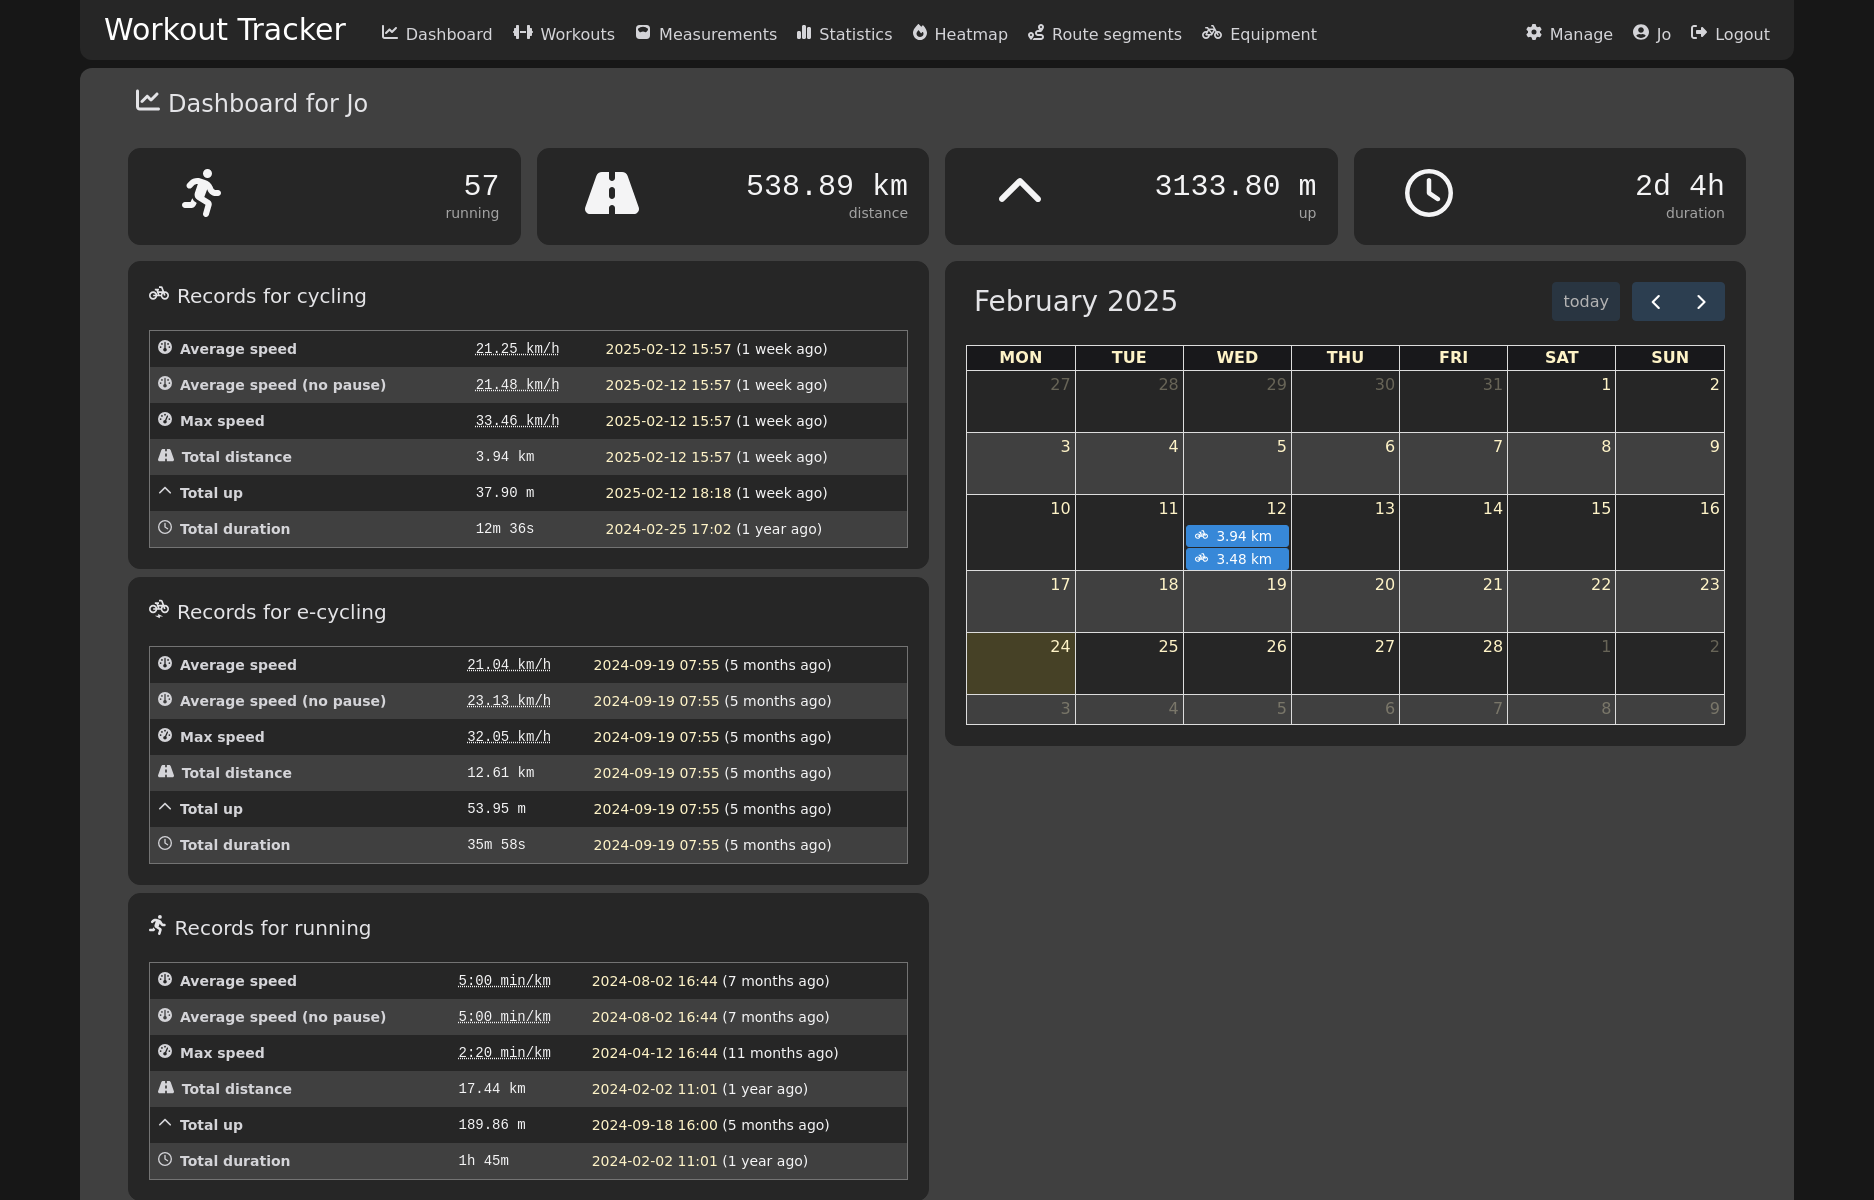 Workout Tracker Dashboard Workouts Measurements Statistics Heatmap Route segments Equipment Manage Jo Logout
Dashboard for Jo
57
running
538.89 km
distance
3133.80 m
up
2d 4h
duration
Records for cycling
Average speed 21.25 km/h 2025-02-12 15:57 (1 week ago)
Average speed (no pause) 21.48 km/h 2025-02-12 15:57 (1 week ago)
Max speed 33.46 km/h 2025-02-12 15:57 (1 week ago)
Total distance 3.94 km 2025-02-12 15:57 (1 week ago)
Total up 37.90 m 2025-02-12 18:18 (1 week ago)
Total duration 12m 36s 2024-02-25 17:02 (1 year ago)
Records for e-cycling
Average speed 21.04 km/h 2024-09-19 07:55 (5 months ago)
Average speed (no pause) 23.13 km/h 2024-09-19 07:55 (5 months ago)
Max speed 32.05 km/h 2024-09-19 07:55 (5 months ago)
Total distance 12.61 km 2024-09-19 07:55 (5 months ago)
Total up 53.95 m 2024-09-19 07:55 (5 months ago)
Total duration 35m 58s 2024-09-19 07:55 (5 months ago)
Records for running
Average speed 5:00 min/km 2024-08-02 16:44 (7 months ago)
Average speed (no pause) 5:00 min/km 2024-08-02 16:44 (7 months ago)
Max speed 2:20 min/km 2024-04-12 16:44 (11 months ago)
Total distance 17.44 km 2024-02-02 11:01 (1 year ago)
Total up 189.86 m 2024-09-18 16:00 (5 months ago)
Total duration 1h 45m 2024-02-02 11:01 (1 year ago)
February 2025 today
MON TUE WED THU FRI SAT SUN
27 28 29 30 31 1 2
3 4 5 6 7 8 9
10 11 12 13 14 15 16
3.94 km
3.48 km
17 18 19 20 21 22 23
24 25 26 27 28 1 2
3 4 5 6 7 8 9